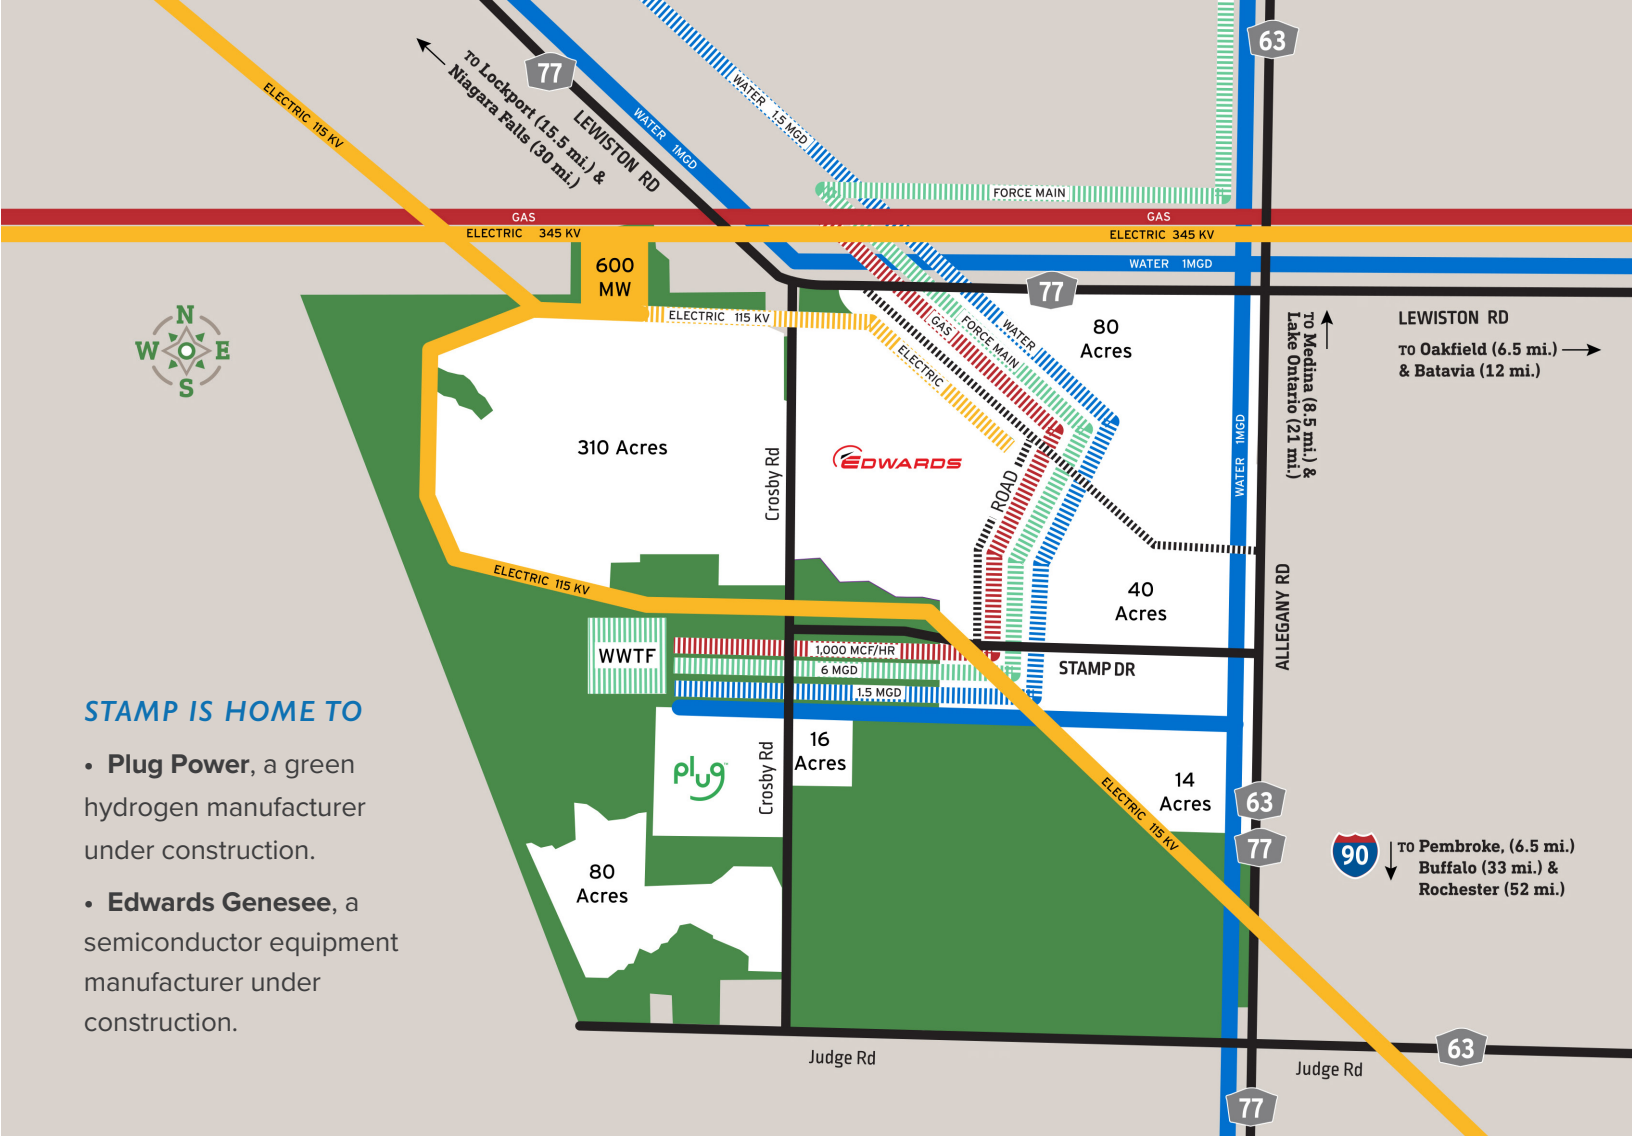 63
77
TO Lockport (15.5 mi.) &
Niagara Falls (30 mi.)
LEWISTON RD
ELECTRIC 115 KV
WATER 1MGD
WATER 1.5 MGD
FORCE MAIN
GAS
GAS
ELECTRIC 345 KV
ELECTRIC 345 KV
WATER 1MGD
600
MW
77
ELECTRIC 115 KV
N
W E
S
GAS
FORCE MAIN
WATER
ELECTRIC
80
Acres
TO Medina (8.5 mi.) &
Lake Ontario (21 mi.)
LEWISTON RD
TO Oakfield (6.5 mi.)
& Batavia (12 mi.)
310 Acres
Crosby Rd
EDWARDS
ROAD
WATER 1MGD
ELECTRIC 115 KV
40
Acres
ALLEGANY RD
WWTF
1,000 MCF/HR
6 MGD
1.5 MGD
STAMP DR
STAMP IS HOME TO
• Plug Power, a green
hydrogen manufacturer
under construction.
• Edwards Genesee, a
semiconductor equipment
manufacturer under
construction.
plug™
Crosby Rd
16
Acres
14
Acres
ELECTRIC 115 KV
63
77
90
TO Pembroke, (6.5 mi.)
Buffalo (33 mi.) &
Rochester (52 mi.)
80
Acres
Judge Rd
Judge Rd
63
77